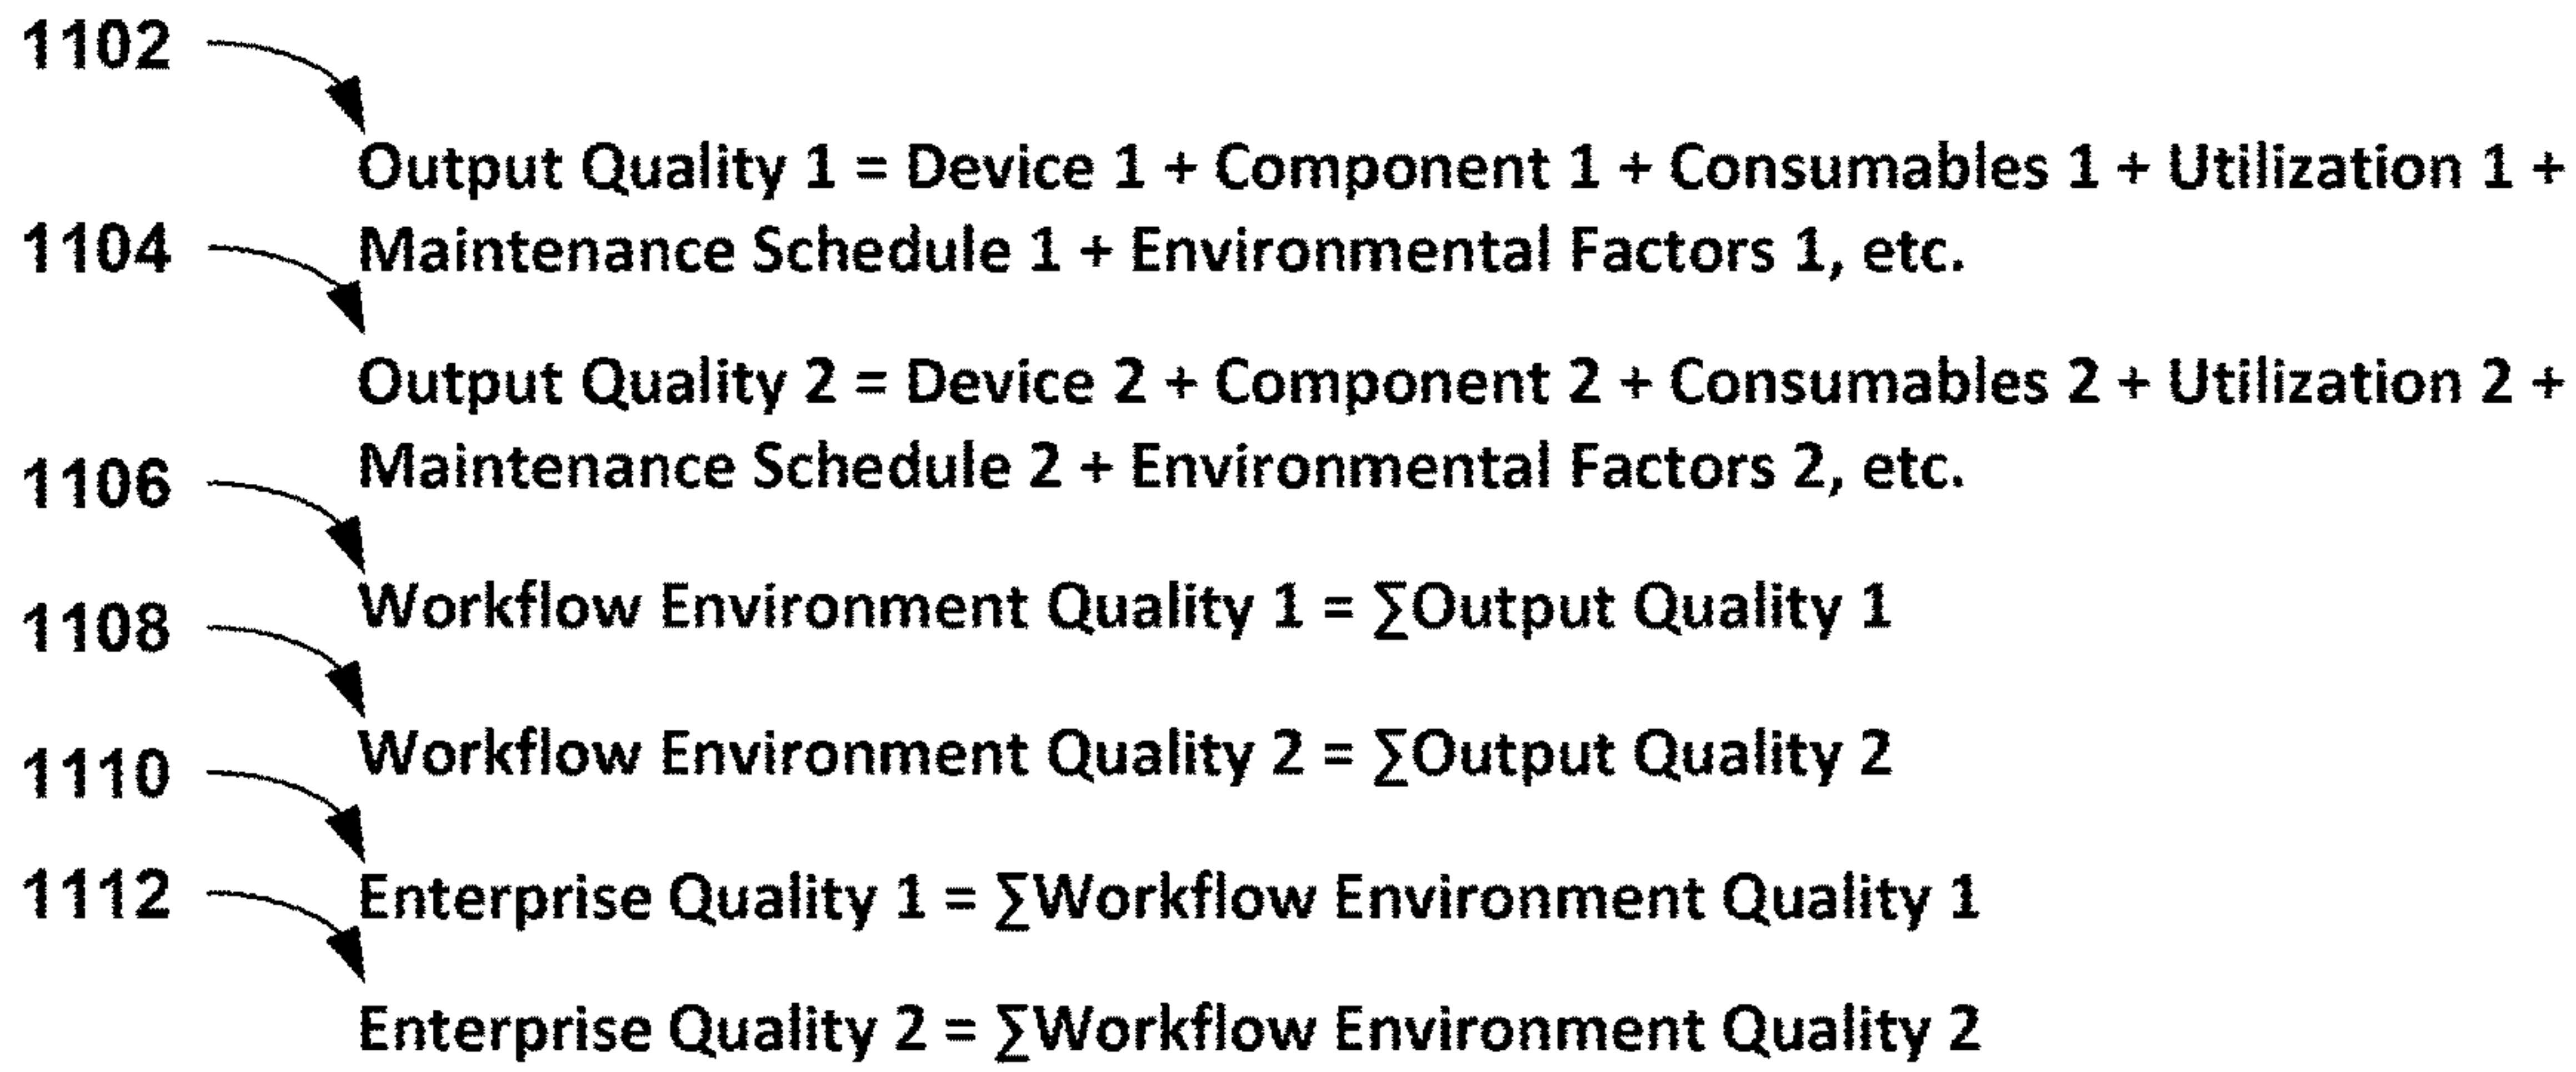 1102
Output Quality 1 = Device 1 + Component 1 + Consumables 1 + Utilization 1 +
1104
Maintenance Schedule 1 + Environmental Factors 1, etc.
Output Quality 2 = Device 2 + Component 2 + Consumables 2 + Utilization 2 +
1106
Maintenance Schedule 2 + Environmental Factors 2, etc.
Workflow Environment Quality 1 = ∑Output Quality 1
1108
Workflow Environment Quality 2 = ∑Output Quality 2
1110
Enterprise Quality 1 = ∑Workflow Environment Quality 1
1112
Enterprise Quality 2 = ∑Workflow Environment Quality 2